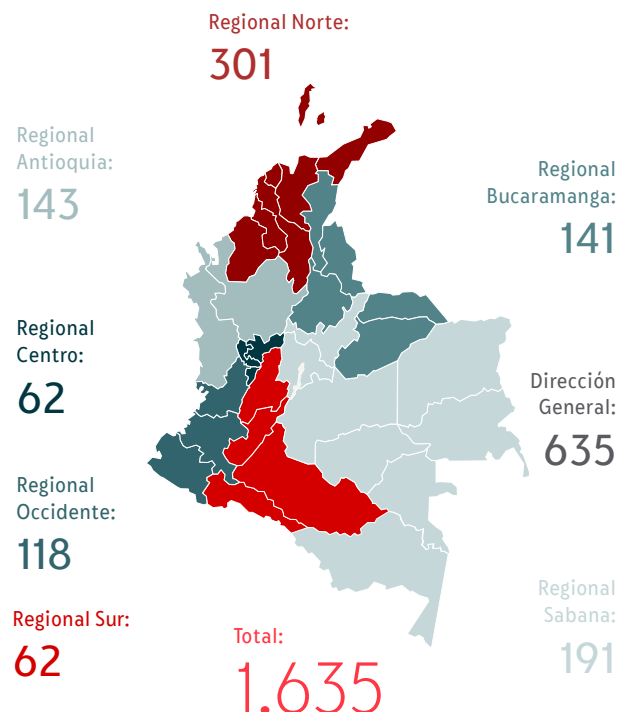 Regional Norte:
301
Regional
Antioquia:
143
Regional
Bucaramanga:
141
Regional
Centro:
62
Dirección
General:
635
Regional
Occidente:
118
Regional
Sabana:
191
Regional Sur:
62
Total:
1.635